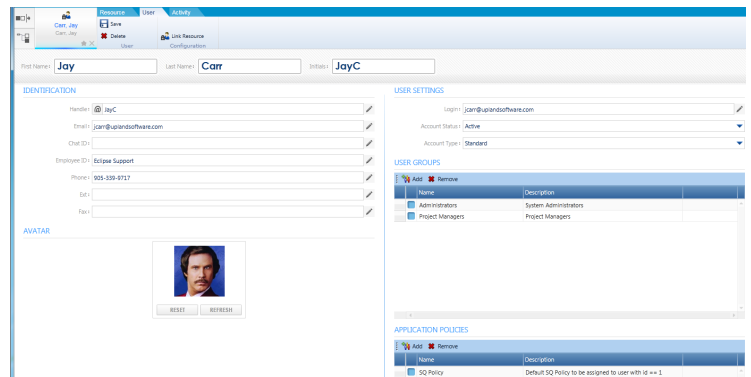 Resource User Activity
Carr, Jay
Carr, Jay
Save
Delete
Link Resource
User Configuration
First Name: Jay Last Name: Carr Initials: JayC
IDENTIFICATION
Handle: @ JayC
Email: jcarr@uplandsoftware.com
Chat ID:
Employee ID: Eclipse Support
Phone: 905-339-9717
Ext:
Fax:
AVATAR
RESET REFRESH
USER SETTINGS
Login: jcarr@uplandsoftware.com
Account Status: Active
Account Type: Standard
USER GROUPS
Add Remove
Name Description
Administrators System Administrators
Project Managers Project Managers
APPLICATION POLICIES
Add Remove
Name Description
SQ Policy Default SQ Policy to be assigned to user with id == 1